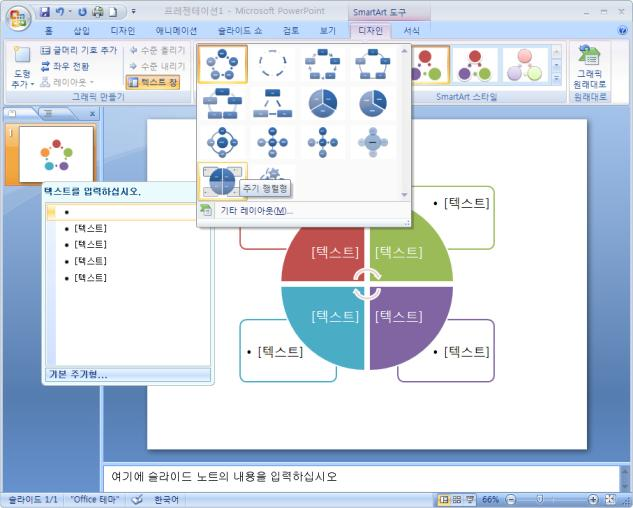 프레젠테이션1 - Microsoft PowerPoint
SmartArt 도구
홈 삽입 디자인 애니메이션 슬라이드 쇼 검토 보기 디자인 서식
도형 추가
글머리 기호 추가
좌우 전환
레이아웃
수준 올리기
수준 내리기
텍스트 창
그래픽 만들기
SmartArt 스타일
그래픽 원래대로
원래대로
1
텍스트를 입력하십시오.
•
• [텍스트]
• [텍스트]
• [텍스트]
• [텍스트]
기본 주기형...
주기 행렬형
기타 레이아웃(M)...
• [텍스트]
[텍스트] [텍스트]
[텍스트] [텍스트]
• [텍스트] • [텍스트]
여기에 슬라이드 노트의 내용을 입력하십시오
슬라이드 1/1 "Office 테마" 한국어 66%